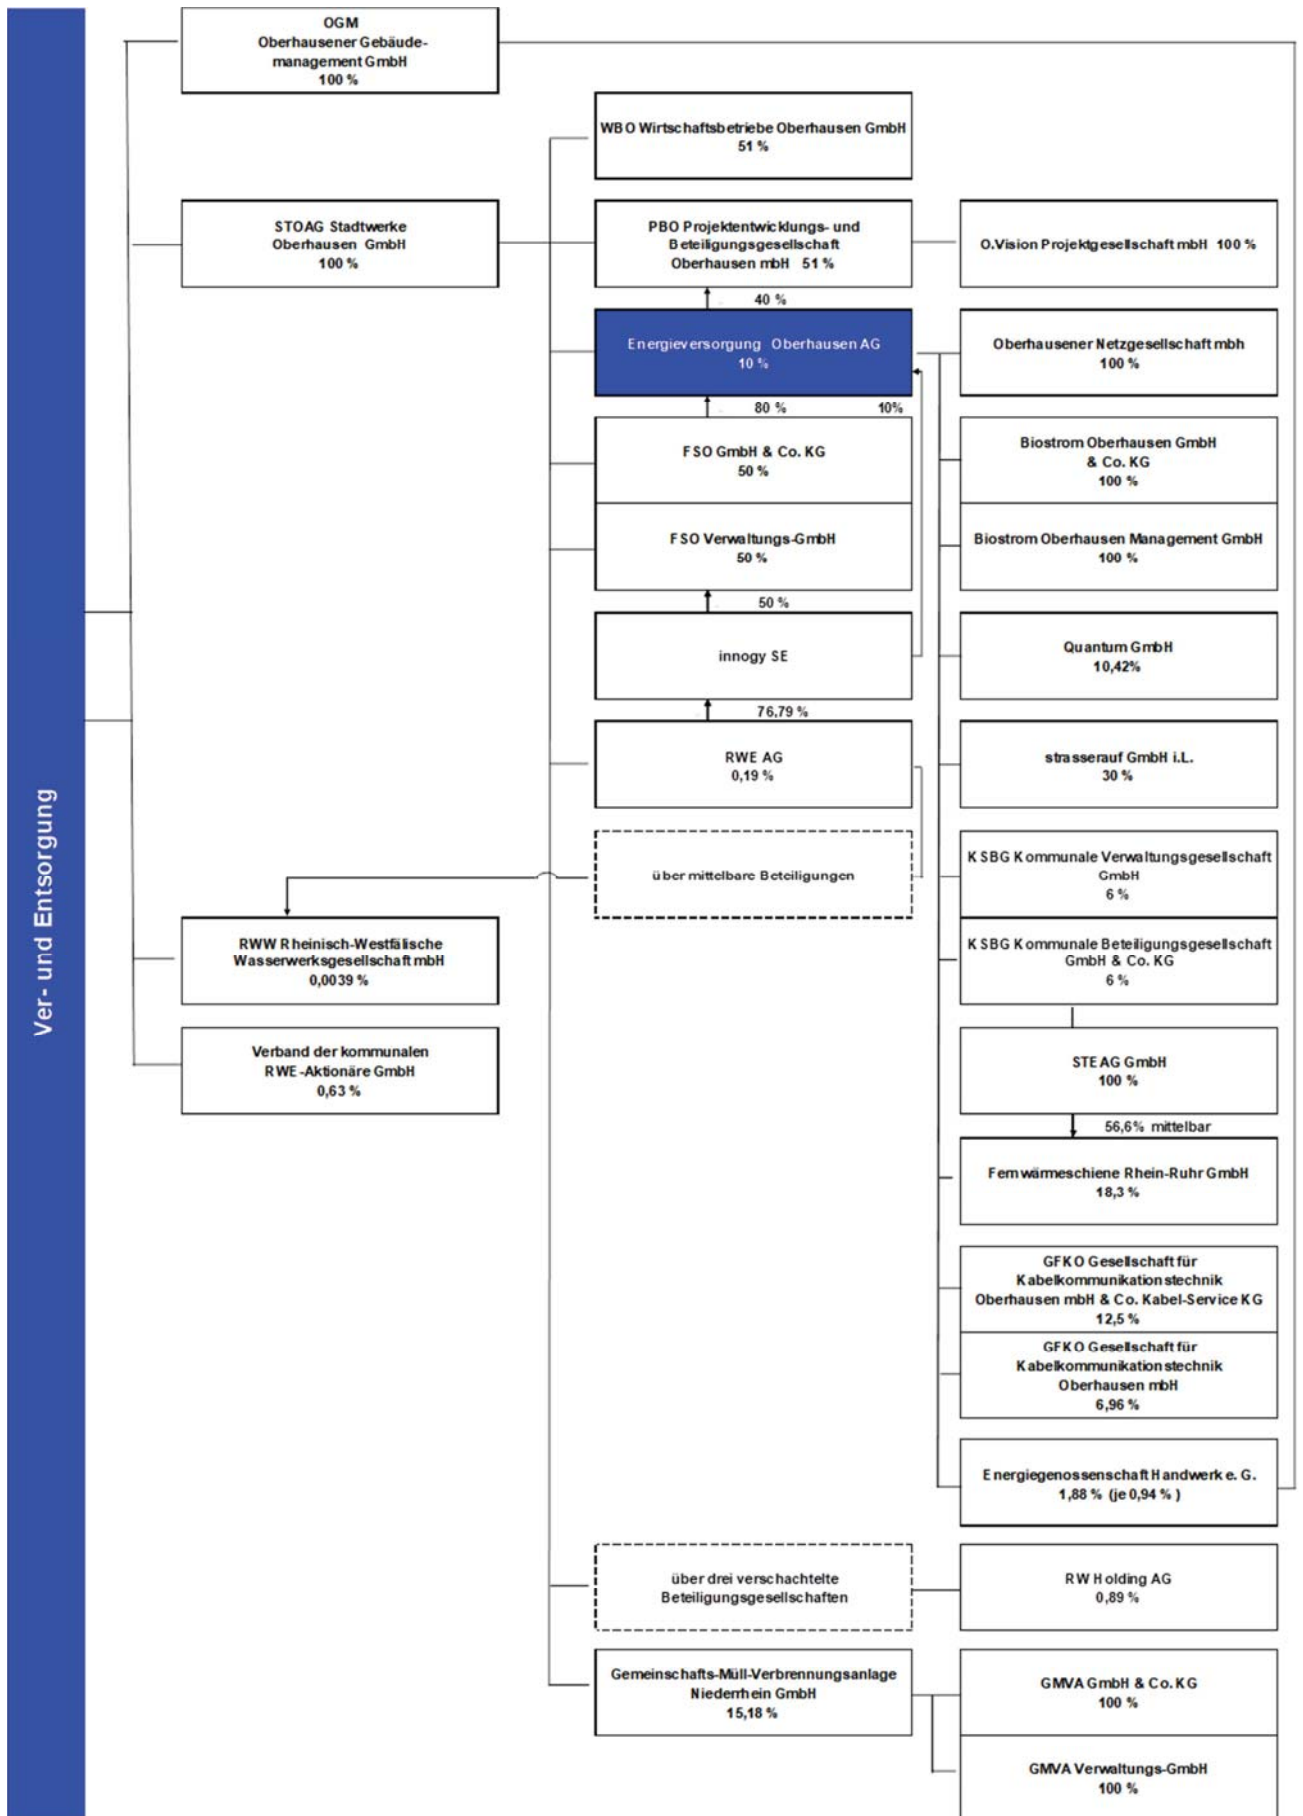 Ver- und Entsorgung
OGM
Oberhausener Gebäude-
management GmbH
100 %
STOAG Stadtwerke
Oberhausen GmbH
100 %
RWW Rheinisch-Westfälische
Wasserwerksgesellschaft mbH
0,0039 %
Verband der kommunalen
RWE-Aktionäre GmbH
0,63 %
WBO Wirtschaftsbetriebe Oberhausen GmbH
51 %
PBO Projektentwicklungs- und
Beteiligungsgesellschaft
Oberhausen mbH 51 %
40 %
Energieversorgung Oberhausen AG
10 %
80 %
10%
FSO GmbH & Co. KG
50 %
FSO Verwaltungs-GmbH
50 %
50 %
innogy SE
76,79 %
RWE AG
0,19 %
über mittelbare Beteiligungen
über drei verschachtelte
Beteiligungsgesellschaften
Gemeinschafts-Müll-Verbrennungsanlage
Niederrhein GmbH
15,18 %
O.Vision Projektgesellschaft mbH 100 %
Oberhausener Netzgesellschaft mbh
100 %
Biostrom Oberhausen GmbH
& Co. KG
100 %
Biostrom Oberhausen Management GmbH
100 %
Quantum GmbH
10,42%
strasserauf GmbH i.L.
30 %
KSBG Kommunale Verwaltungsgesellschaft
GmbH
6 %
KSBG Kommunale Beteiligungsgesellschaft
GmbH & Co. KG
6 %
STEAG GmbH
100 %
56,6% mittelbar
Fernwärmeschiene Rhein-Ruhr GmbH
18,3 %
GFKO Gesellschaft für
Kabelkommunikationstechnik
Oberhausen mbH & Co. Kabel-Service KG
12,5 %
GFKO Gesellschaft für
Kabelkommunikationstechnik
Oberhausen mbH
6,96 %
Energiegenossenschaft Handwerk e. G.
1,88 % (je 0,94 % )
RW Holding AG
0,89 %
GMVA GmbH & Co. KG
100 %
GMVA Verwaltungs-GmbH
100 %